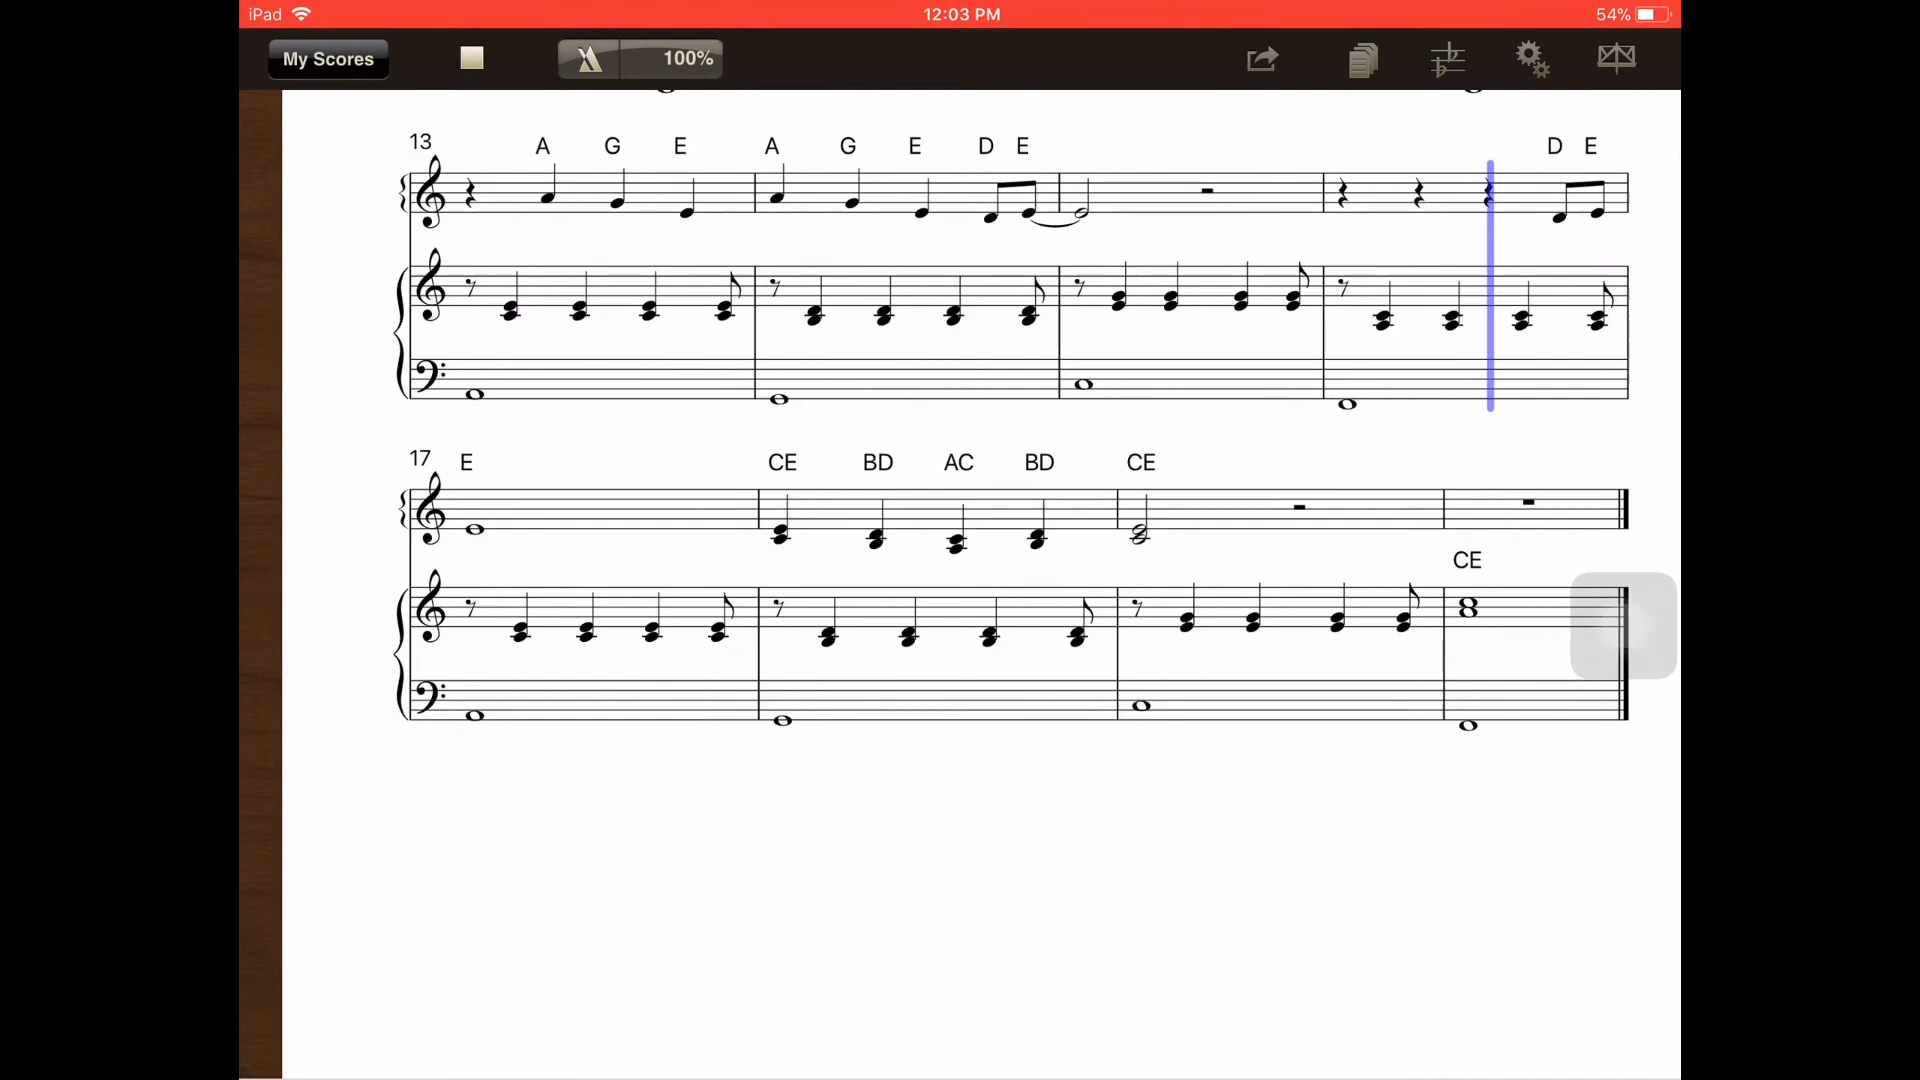 iPad 12:03 PM 54%
My Scores 100%
13 A G E A G E D E D E
17 E CE BD AC BD CE
CE